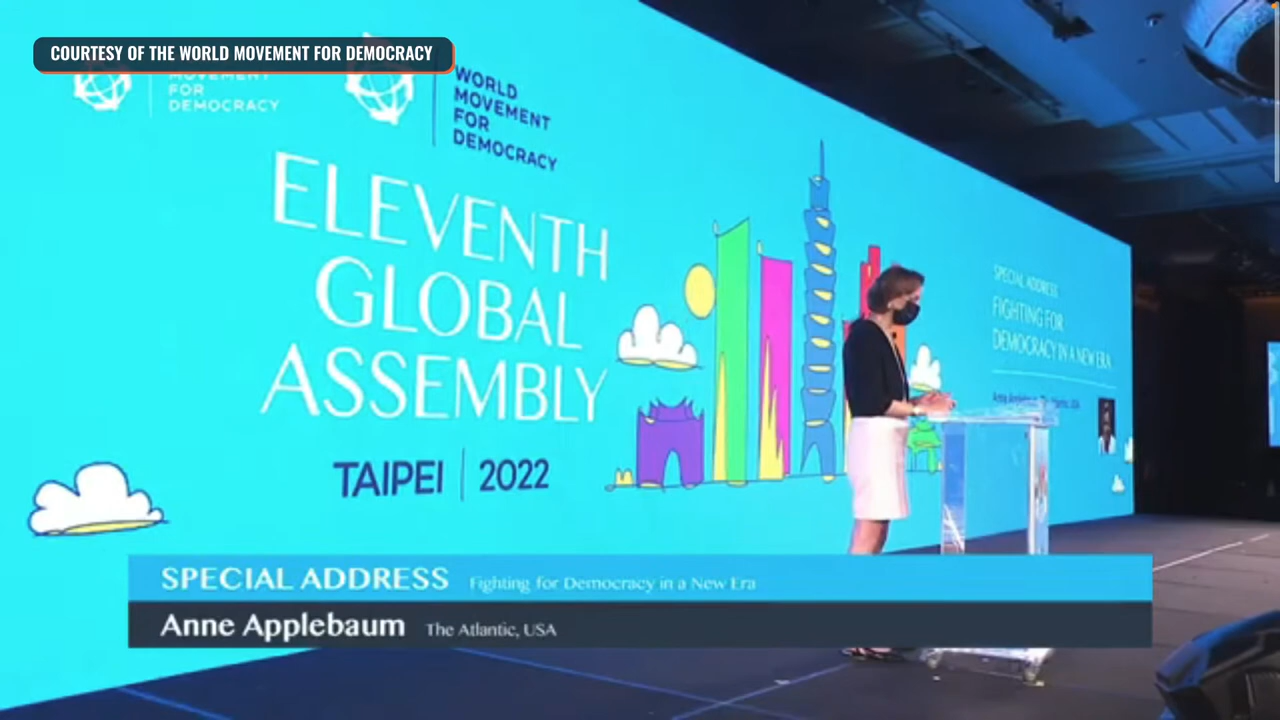 COURTESY OF THE WORLD MOVEMENT FOR DEMOCRACY
MOVEMENT
FOR
DEMOCRACY
WORLD
MOVEMENT
FOR
DEMOCRACY
ELEVENTH
GLOBAL
ASSEMBLY
TAIPEI | 2022
SPECIAL ADDRESS
FIGHTING FOR
DEMOCRACY IN A NEW ERA
SPECIAL ADDRESS Fighting for Democracy in a New Era
Anne Applebaum The Atlantic, USA